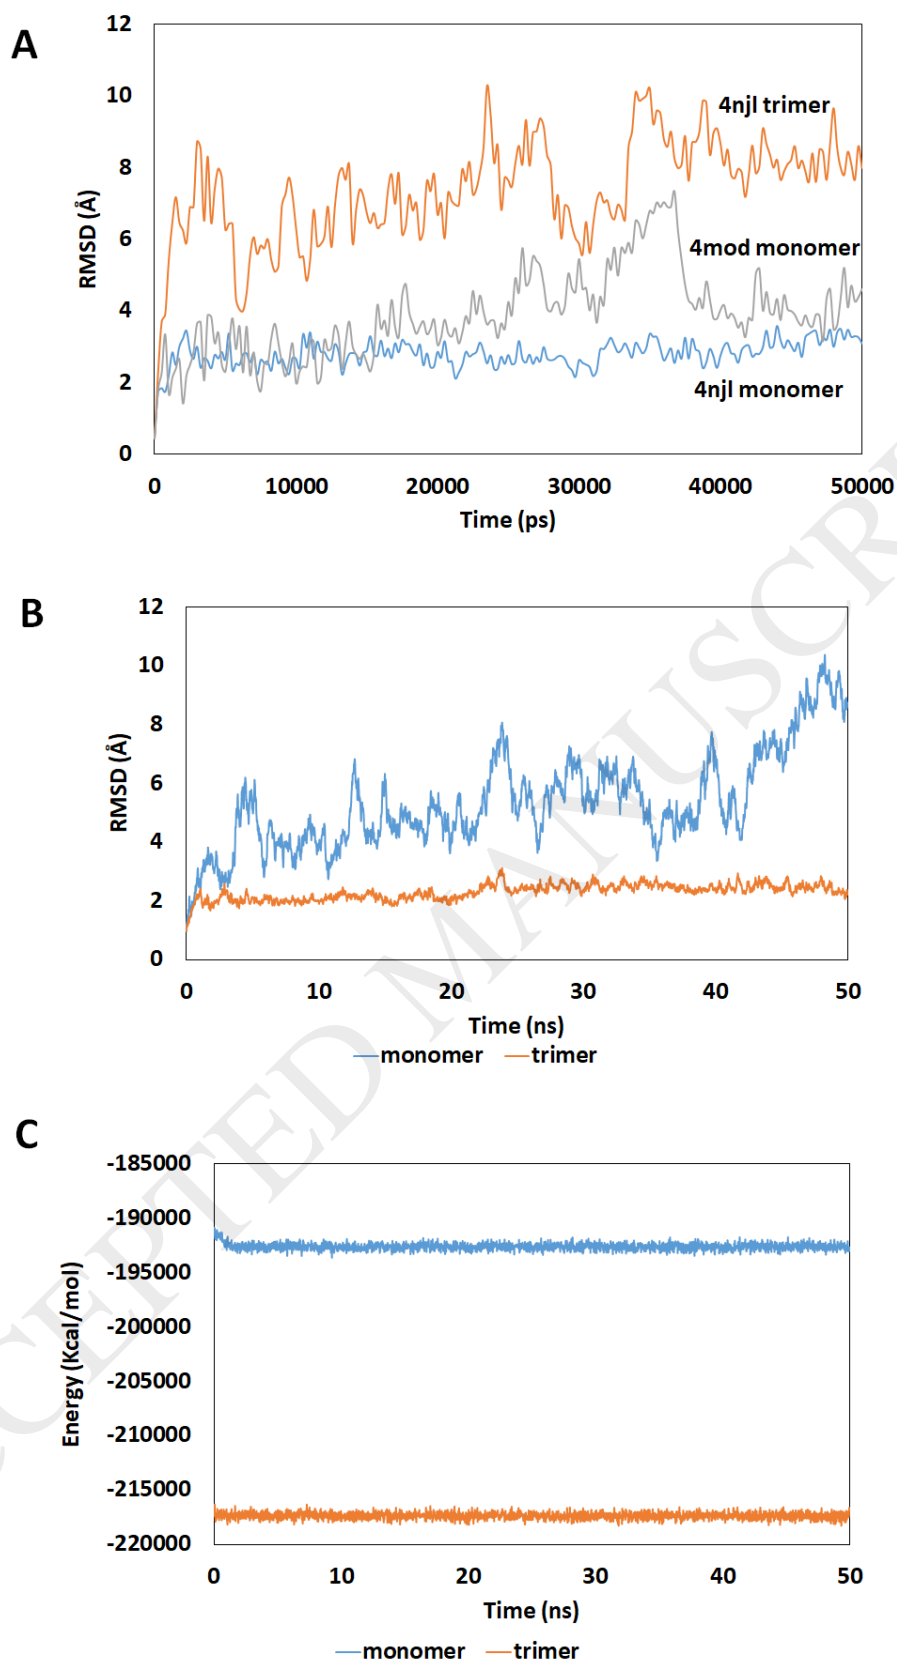 A
12
10
8
6
4
2
0
RMSD (Å)
4njl trimer
4mod monomer
4njl monomer
0 10000 20000 30000 40000 50000
Time (ps)
B
12
10
8
6
4
2
0
RMSD (Å)
0 10 20 30 40 50
Time (ns)
monomer trimer
C
-185000
-190000
-195000
-200000
-205000
-210000
-215000
-220000
Energy (Kcal/mol)
0 10 20 30 40 50
Time (ns)
monomer trimer
CCEPTED MANUSCR